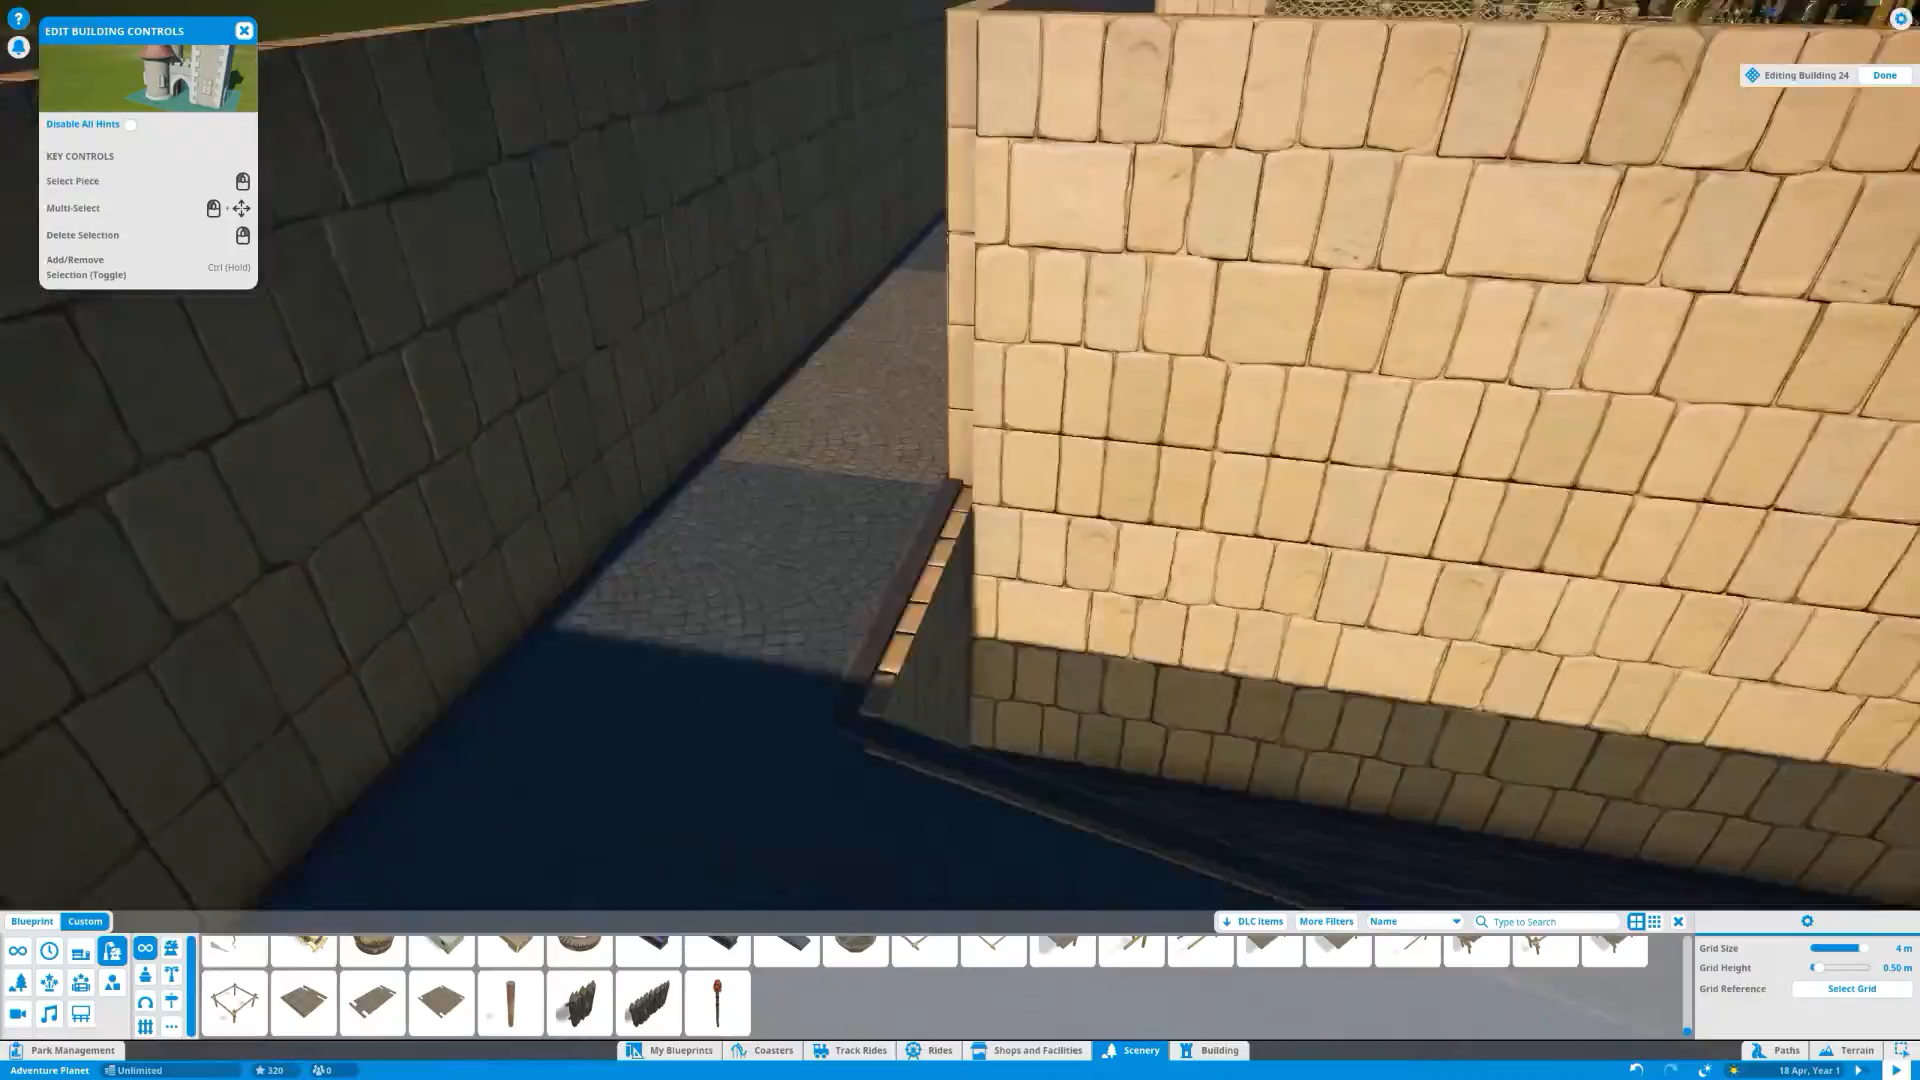 ?
EDIT BUILDING CONTROLS
Disable All Hints
KEY CONTROLS
Select Piece
Multi-Select
+
Delete Selection
Add/Remove
Selection (Toggle)
Ctrl (Hold)
Editing Building 24
Done
Blueprint
Custom
DLC items
More Filters
Name
Type to Search
Grid Size
4 m
Grid Height
0.50 m
Grid Reference
Select Grid
Park Management
My Blueprints
Coasters
Track Rides
Rides
Shops and Facilities
Scenery
Building
Paths
Terrain
Adventure Planet
Unlimited
320
0
18 Apr, Year 1